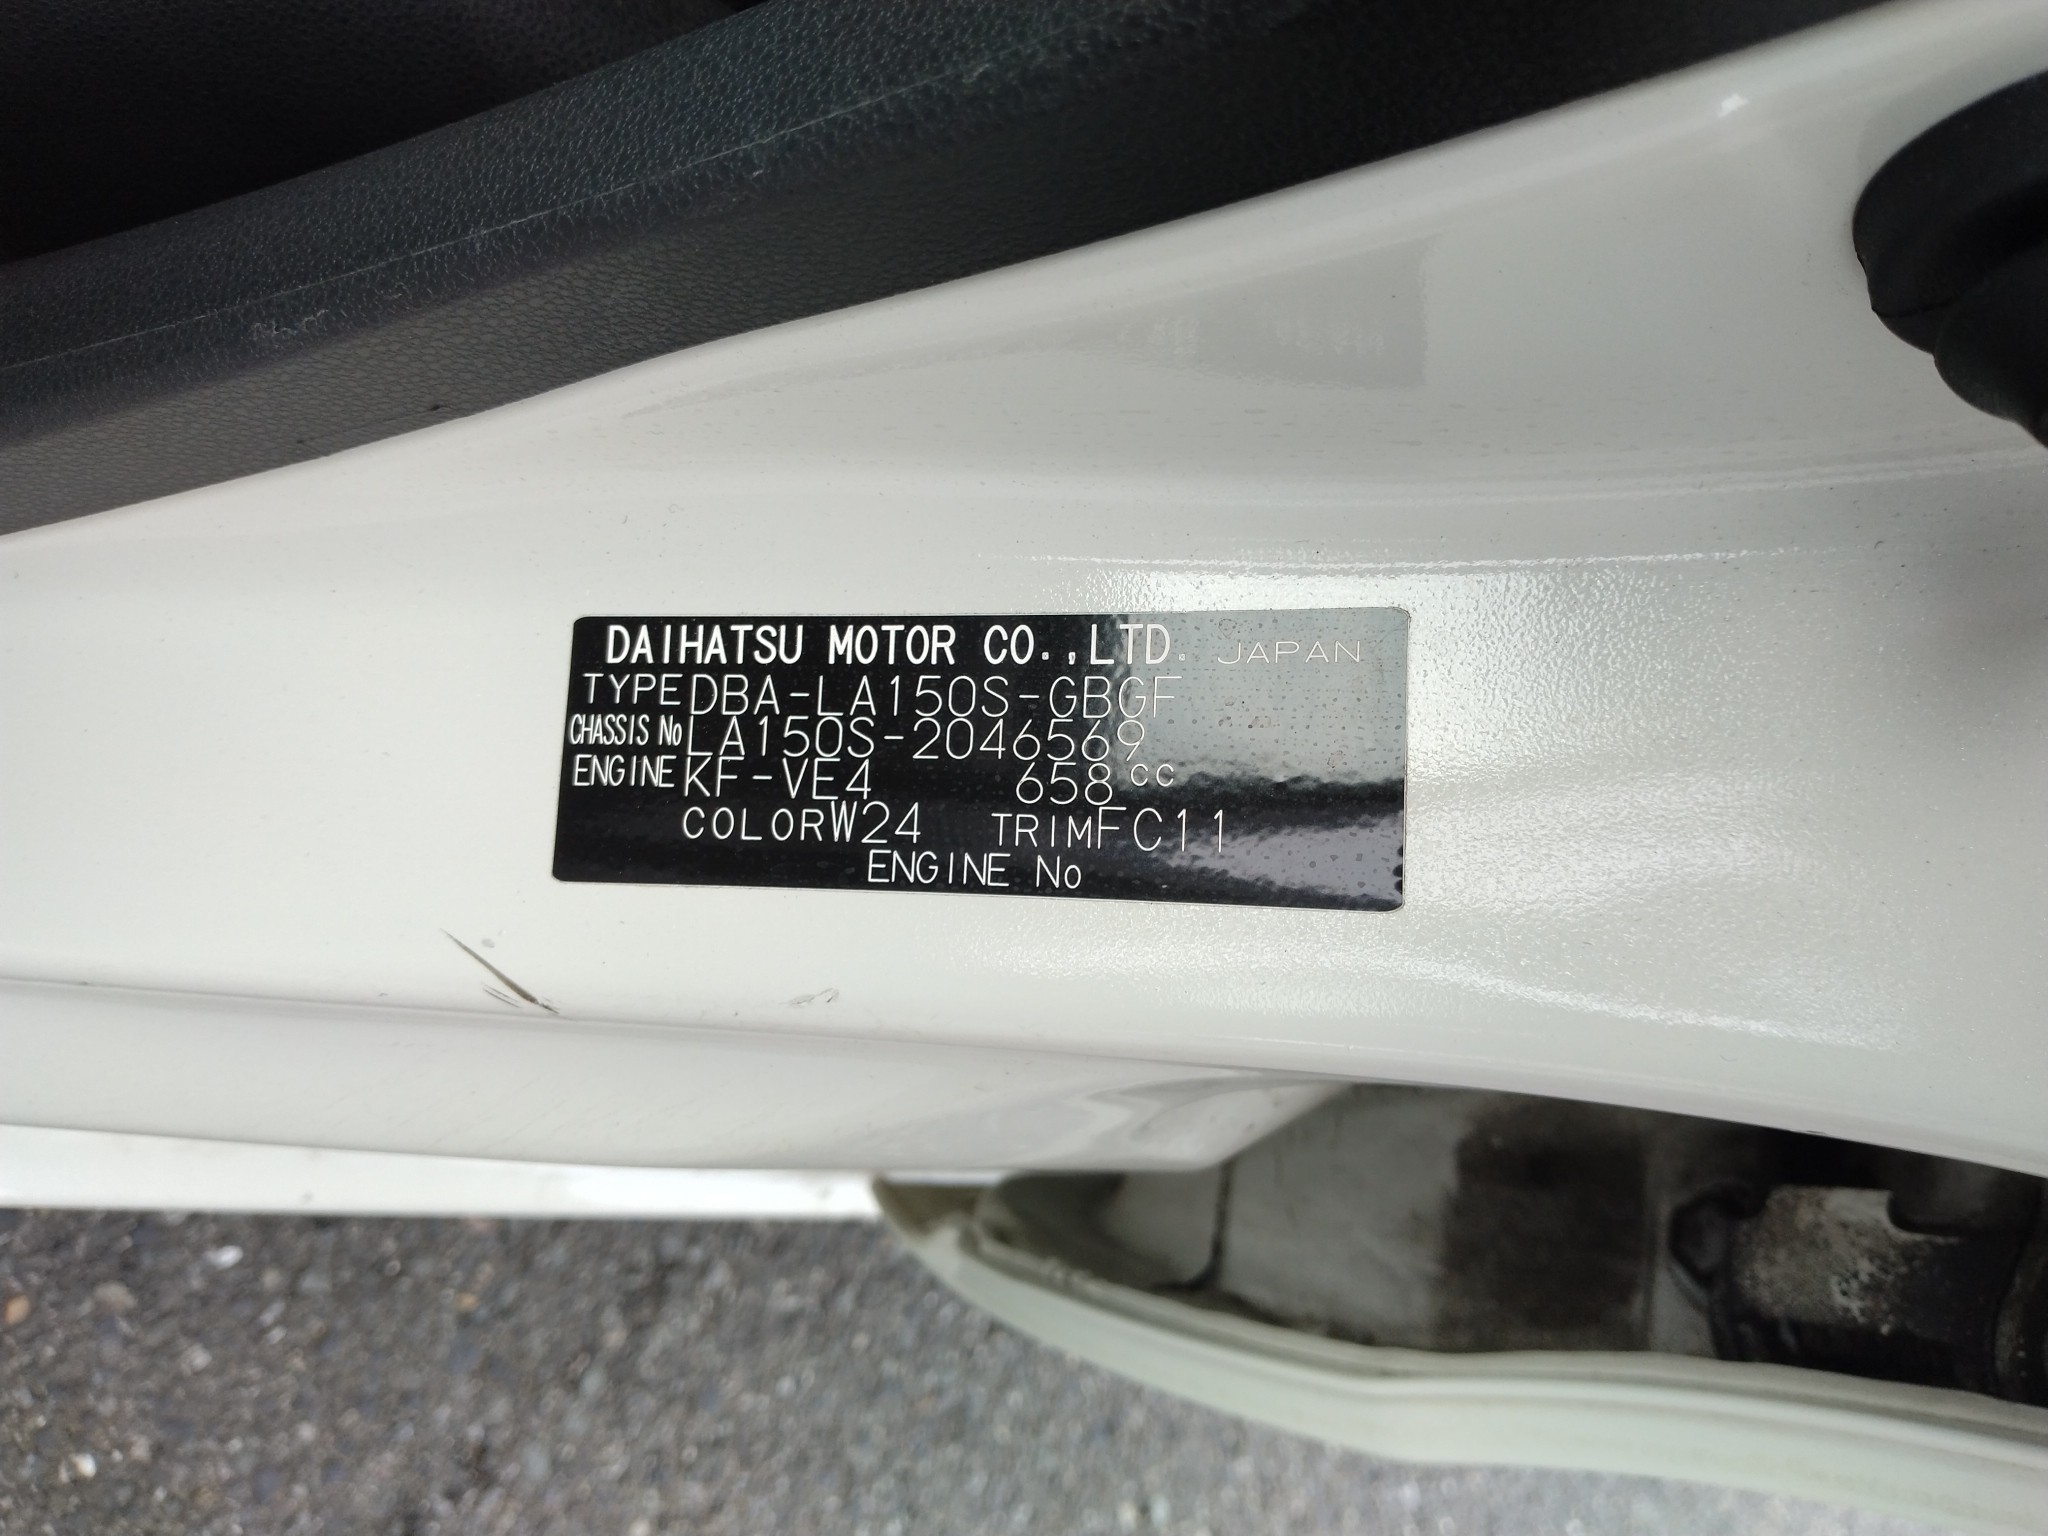 DAIHATSU MOTOR CO.,LTD. JAPAN
TYPE DBA-LA150S-GBGF
CHASSIS No LA150S-2046569
ENGINE KF-VE4 658cc
COLOR W24 TRIM FC11
ENGINE No